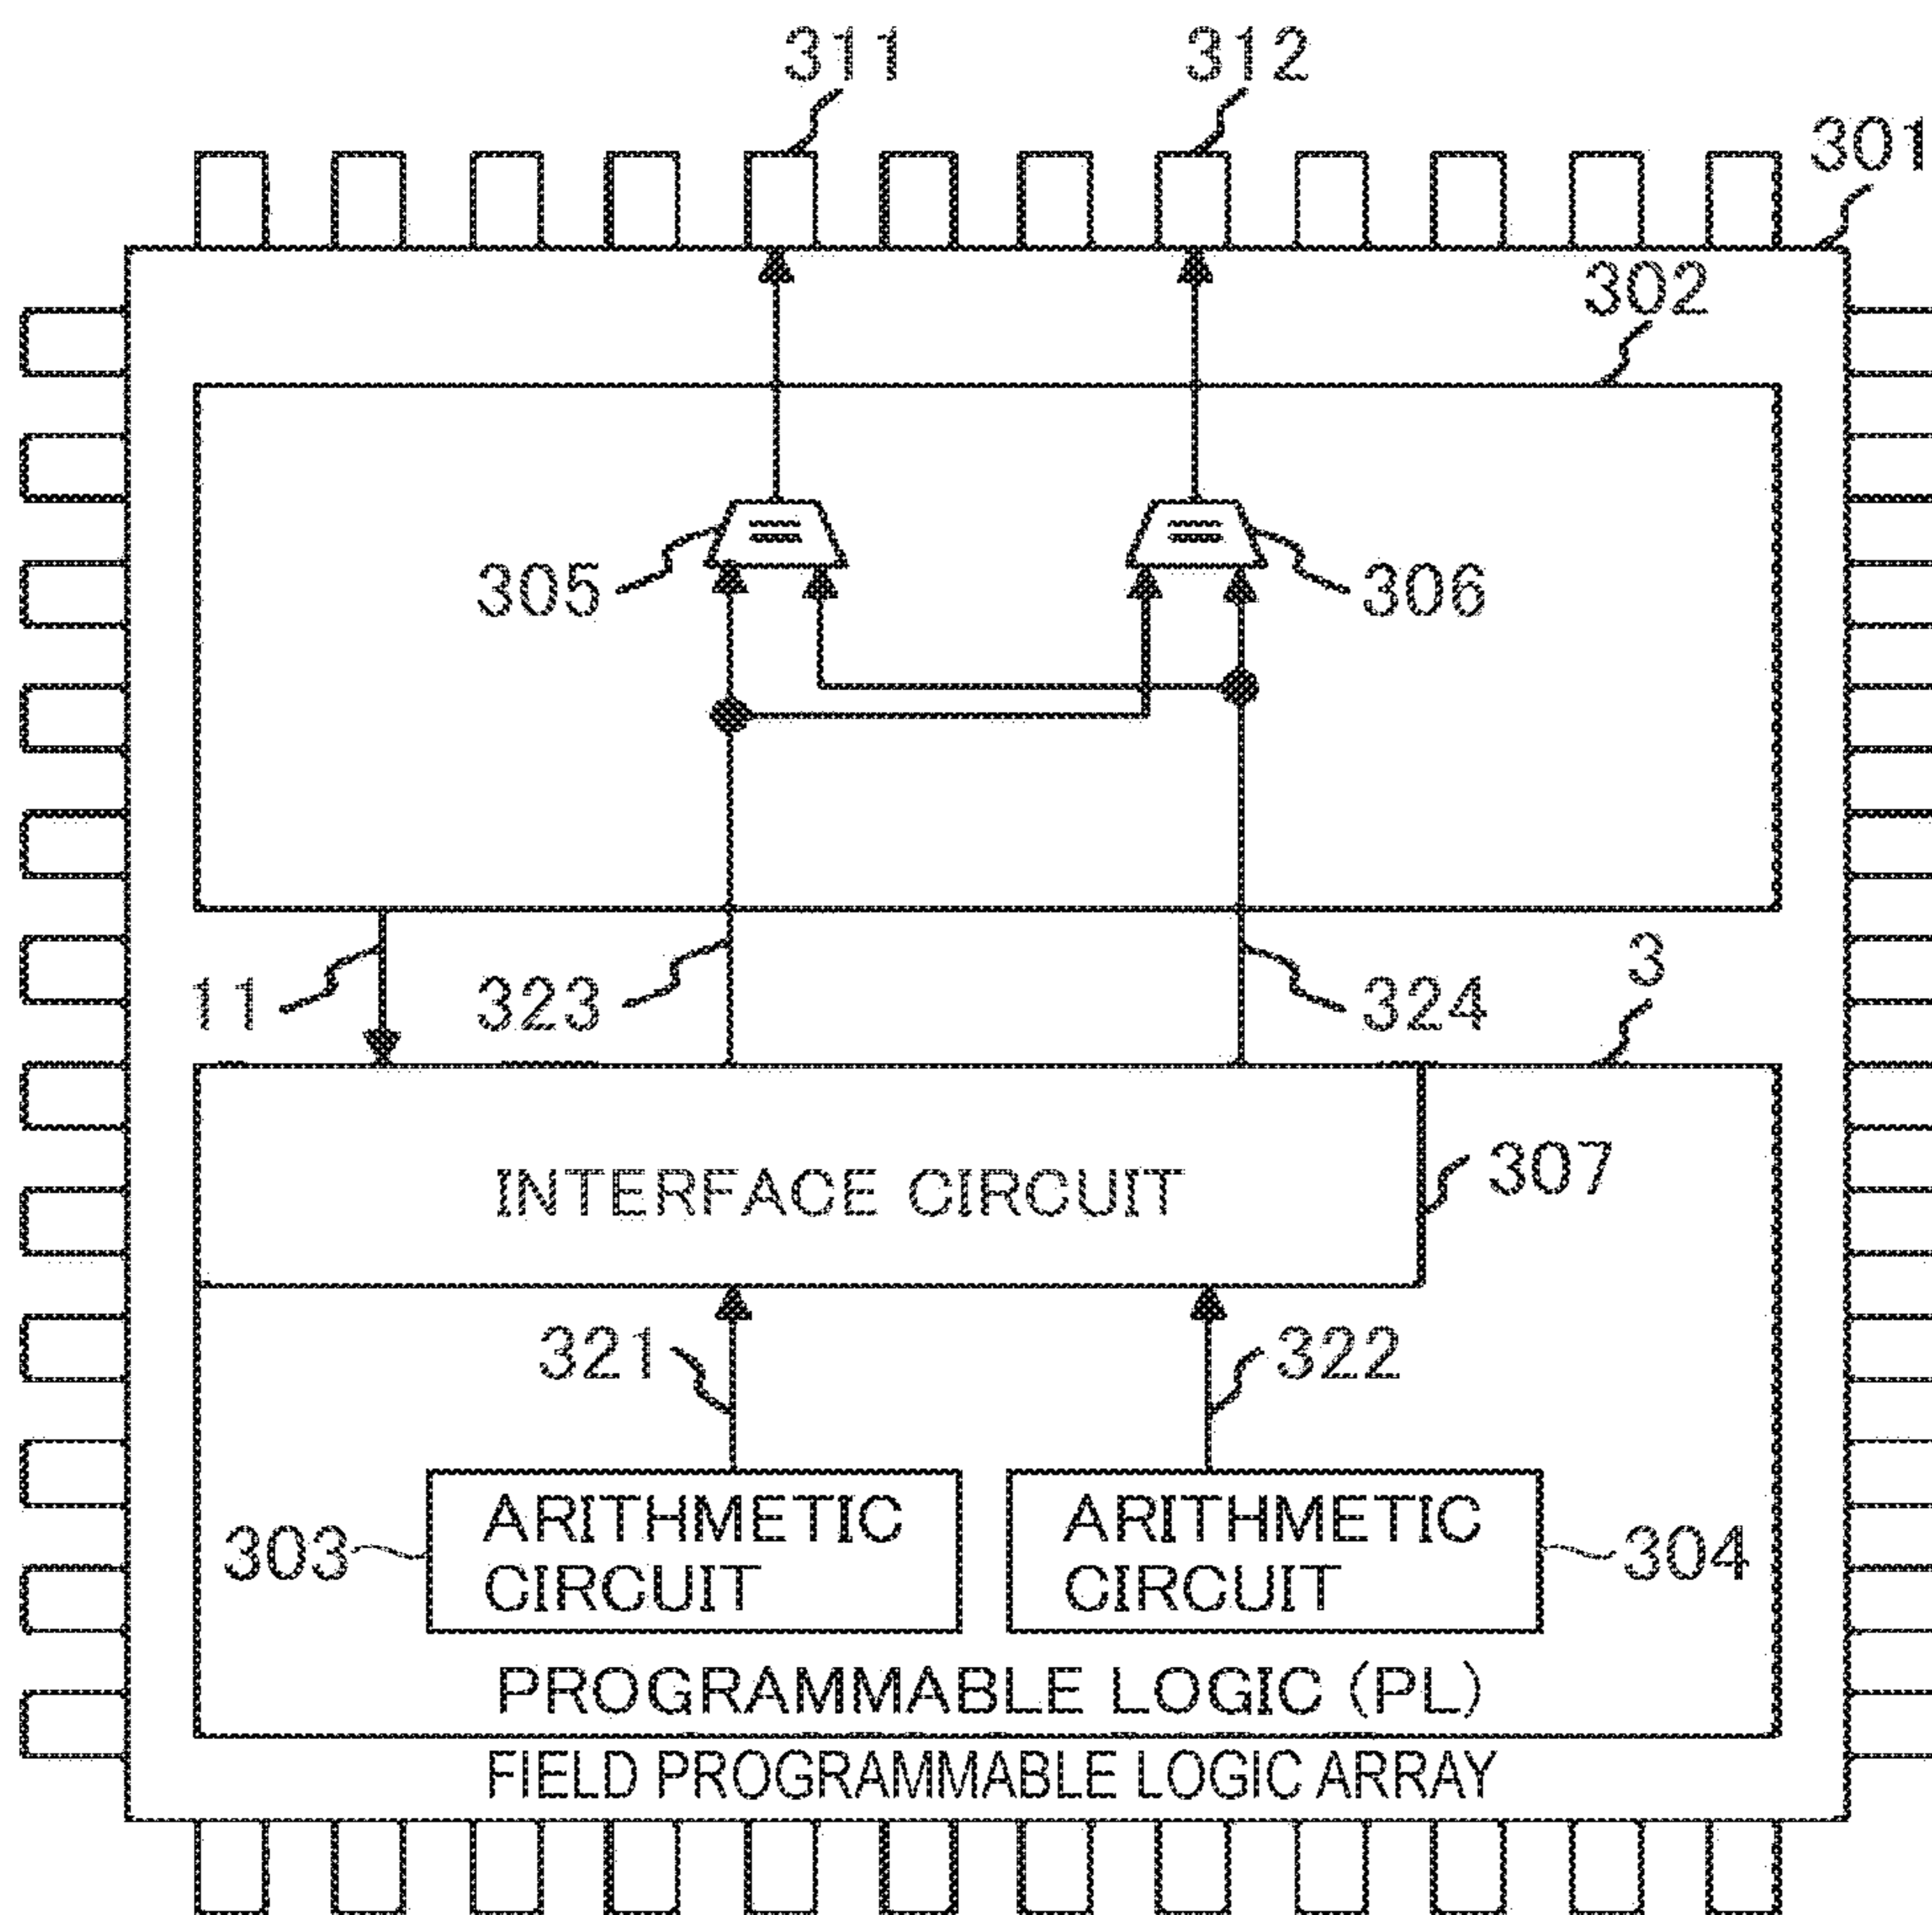 311
312
301
302
305
306
11
323
324
3
INTERFACE CIRCUIT
307
321
322
303
ARITHMETIC
CIRCUIT
ARITHMETIC
CIRCUIT
304
PROGRAMMABLE LOGIC (PL)
FIELD PROGRAMMABLE LOGIC ARRAY